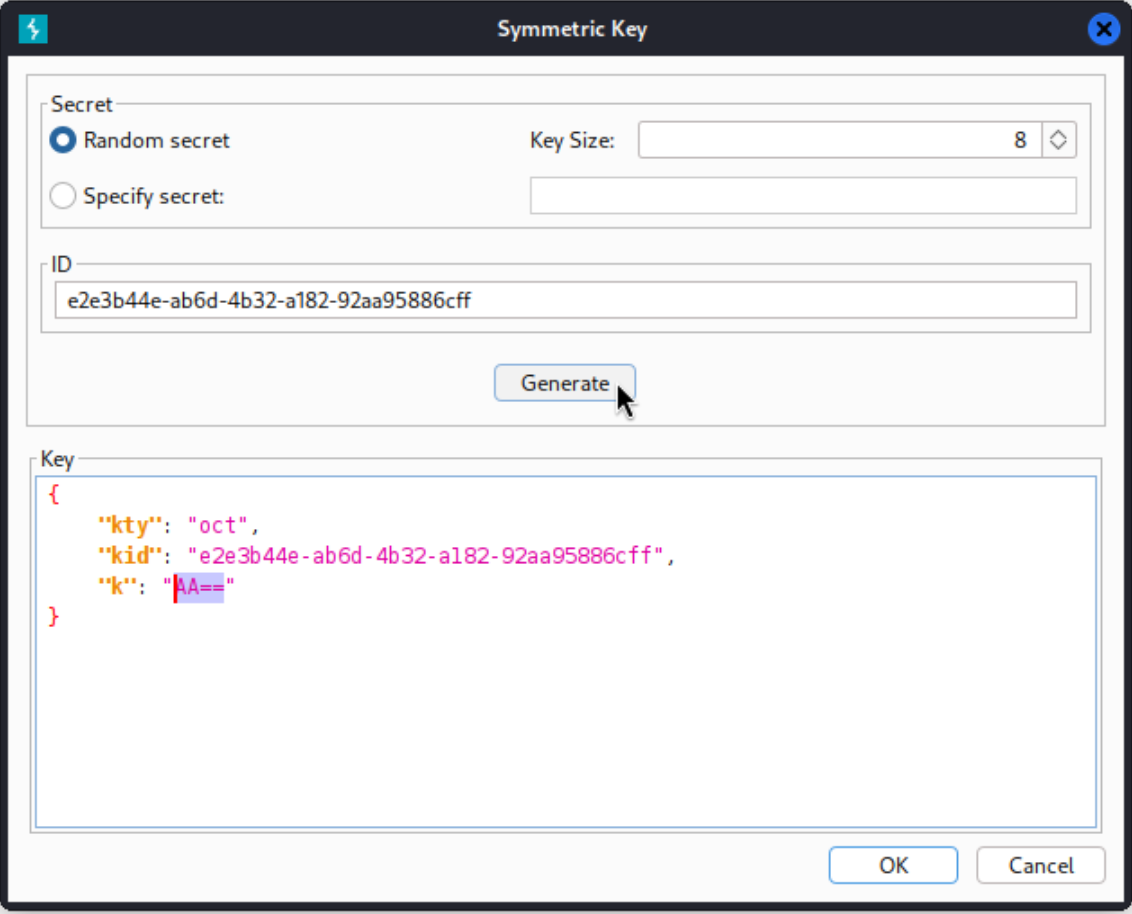 Symmetric Key
Secret
Random secret Key Size: 8
Specify secret:
ID
e2e3b44e-ab6d-4b32-a182-92aa95886cff
Generate
Key
{
"kty": "oct",
"kid": "e2e3b44e-ab6d-4b32-a182-92aa95886cff",
"k": "AA=="
}
OK Cancel